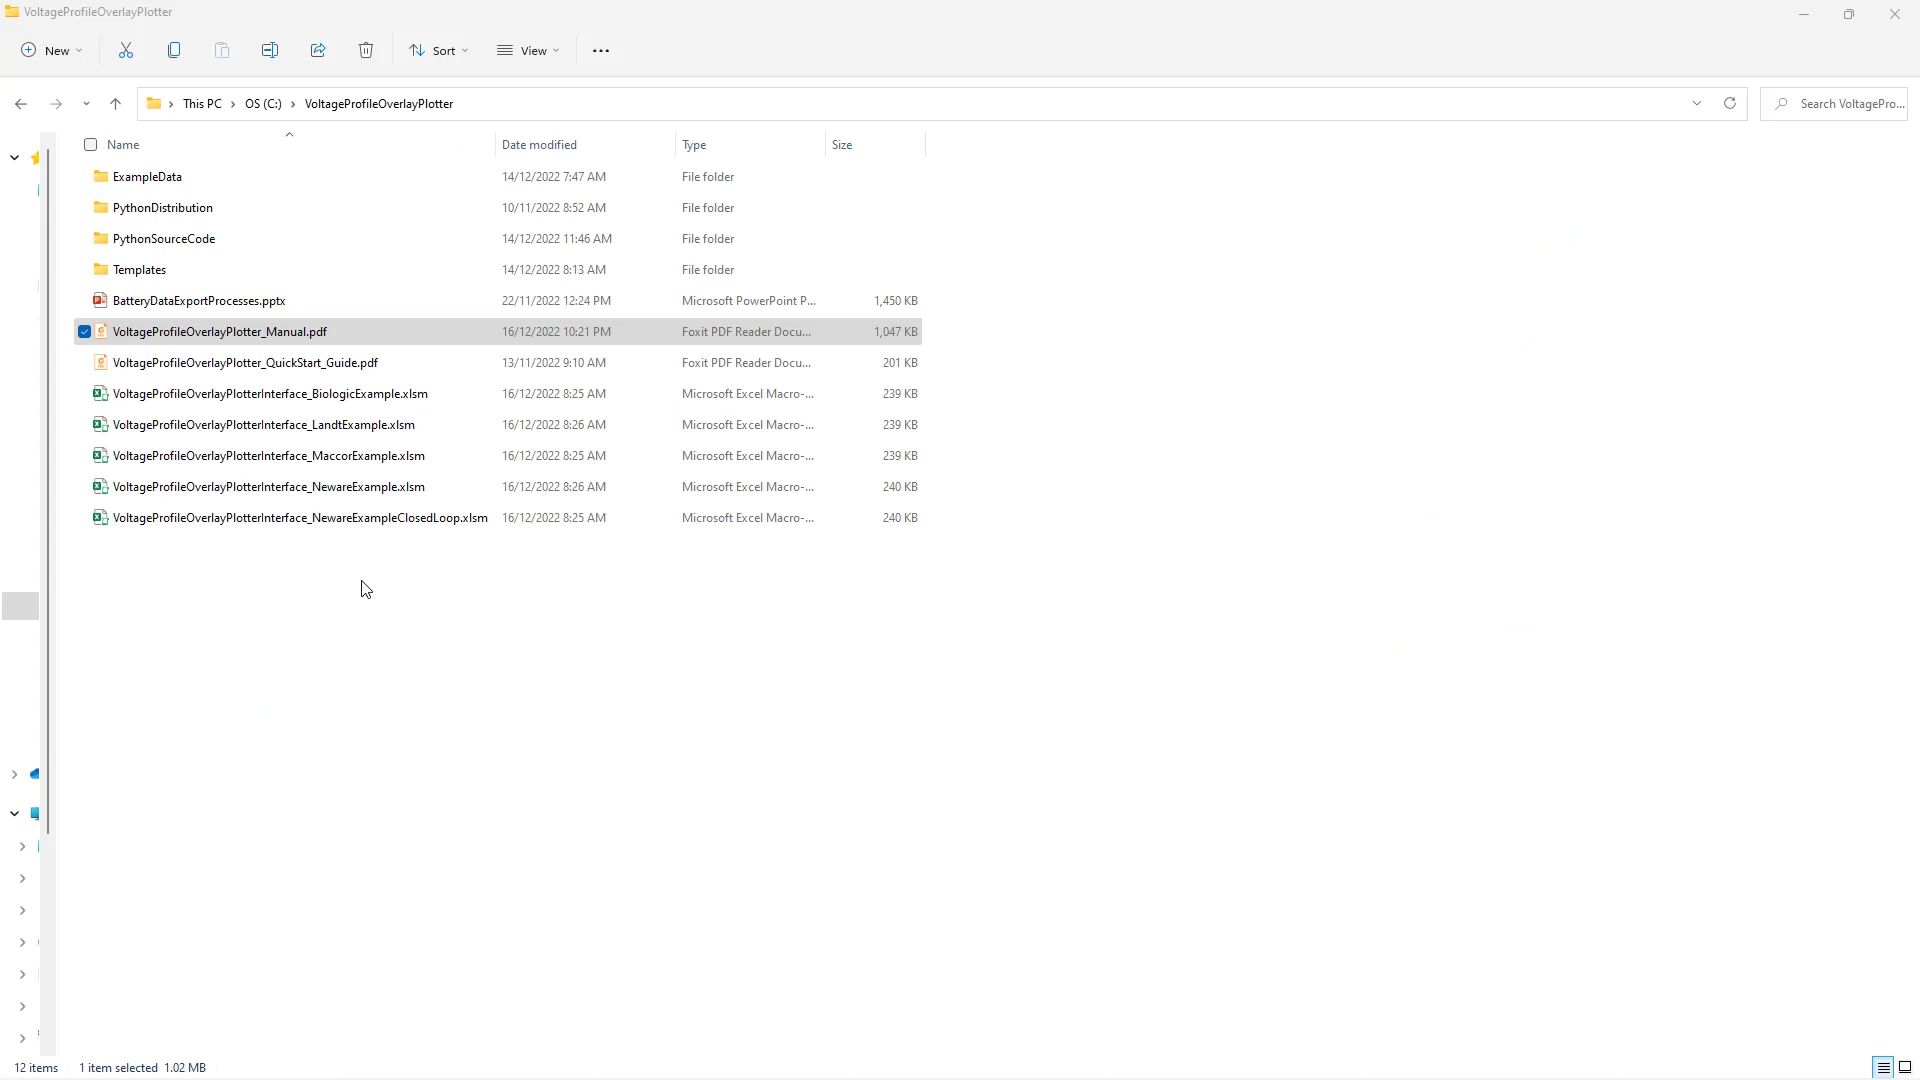 VoltageProfileOverlayPlotter
New
Sort
View
This PC
OS (C:)
VoltageProfileOverlayPlotter
Search VoltagePro...
Name Date modified Type Size
ExampleData 14/12/2022 7:47 AM File folder
PythonDistribution 10/11/2022 8:52 AM File folder
PythonSourceCode 14/12/2022 11:46 AM File folder
Templates 14/12/2022 8:13 AM File folder
BatteryDataExportProcesses.pptx 22/11/2022 12:24 PM Microsoft PowerPoint P... 1,450 KB
VoltageProfileOverlayPlotter_Manual.pdf 16/12/2022 10:21 PM Foxit PDF Reader Docu... 1,047 KB
VoltageProfileOverlayPlotter_QuickStart_Guide.pdf 13/11/2022 9:10 AM Foxit PDF Reader Docu... 201 KB
VoltageProfileOverlayPlotterInterface_BiologicExample.xlsm 16/12/2022 8:25 AM Microsoft Excel Macro-... 239 KB
VoltageProfileOverlayPlotterInterface_LandtExample.xlsm 16/12/2022 8:26 AM Microsoft Excel Macro-... 239 KB
VoltageProfileOverlayPlotterInterface_MaccorExample.xlsm 16/12/2022 8:25 AM Microsoft Excel Macro-... 239 KB
VoltageProfileOverlayPlotterInterface_NewareExample.xlsm 16/12/2022 8:26 AM Microsoft Excel Macro-... 240 KB
VoltageProfileOverlayPlotterInterface_NewareExampleClosedLoop.xlsm 16/12/2022 8:25 AM Microsoft Excel Macro-... 240 KB
12 items 1 item selected 1.02 MB